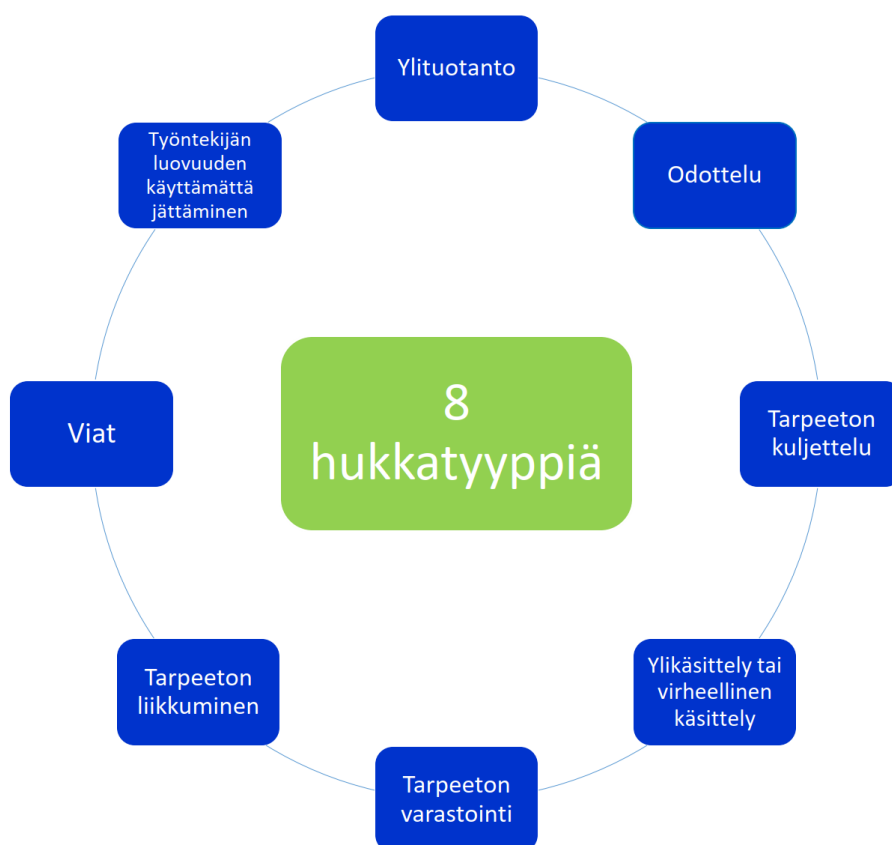 Ylituotanto
Odottelu
Tarpeeton
kuljettelu
Ylikäsittely tai
virheellinen
käsittely
Tarpeeton
varastointi
Tarpeeton
liikkuminen
Viat
Työntekijän
luovuuden
käyttämättä
jättäminen
8
hukkatyyppiä